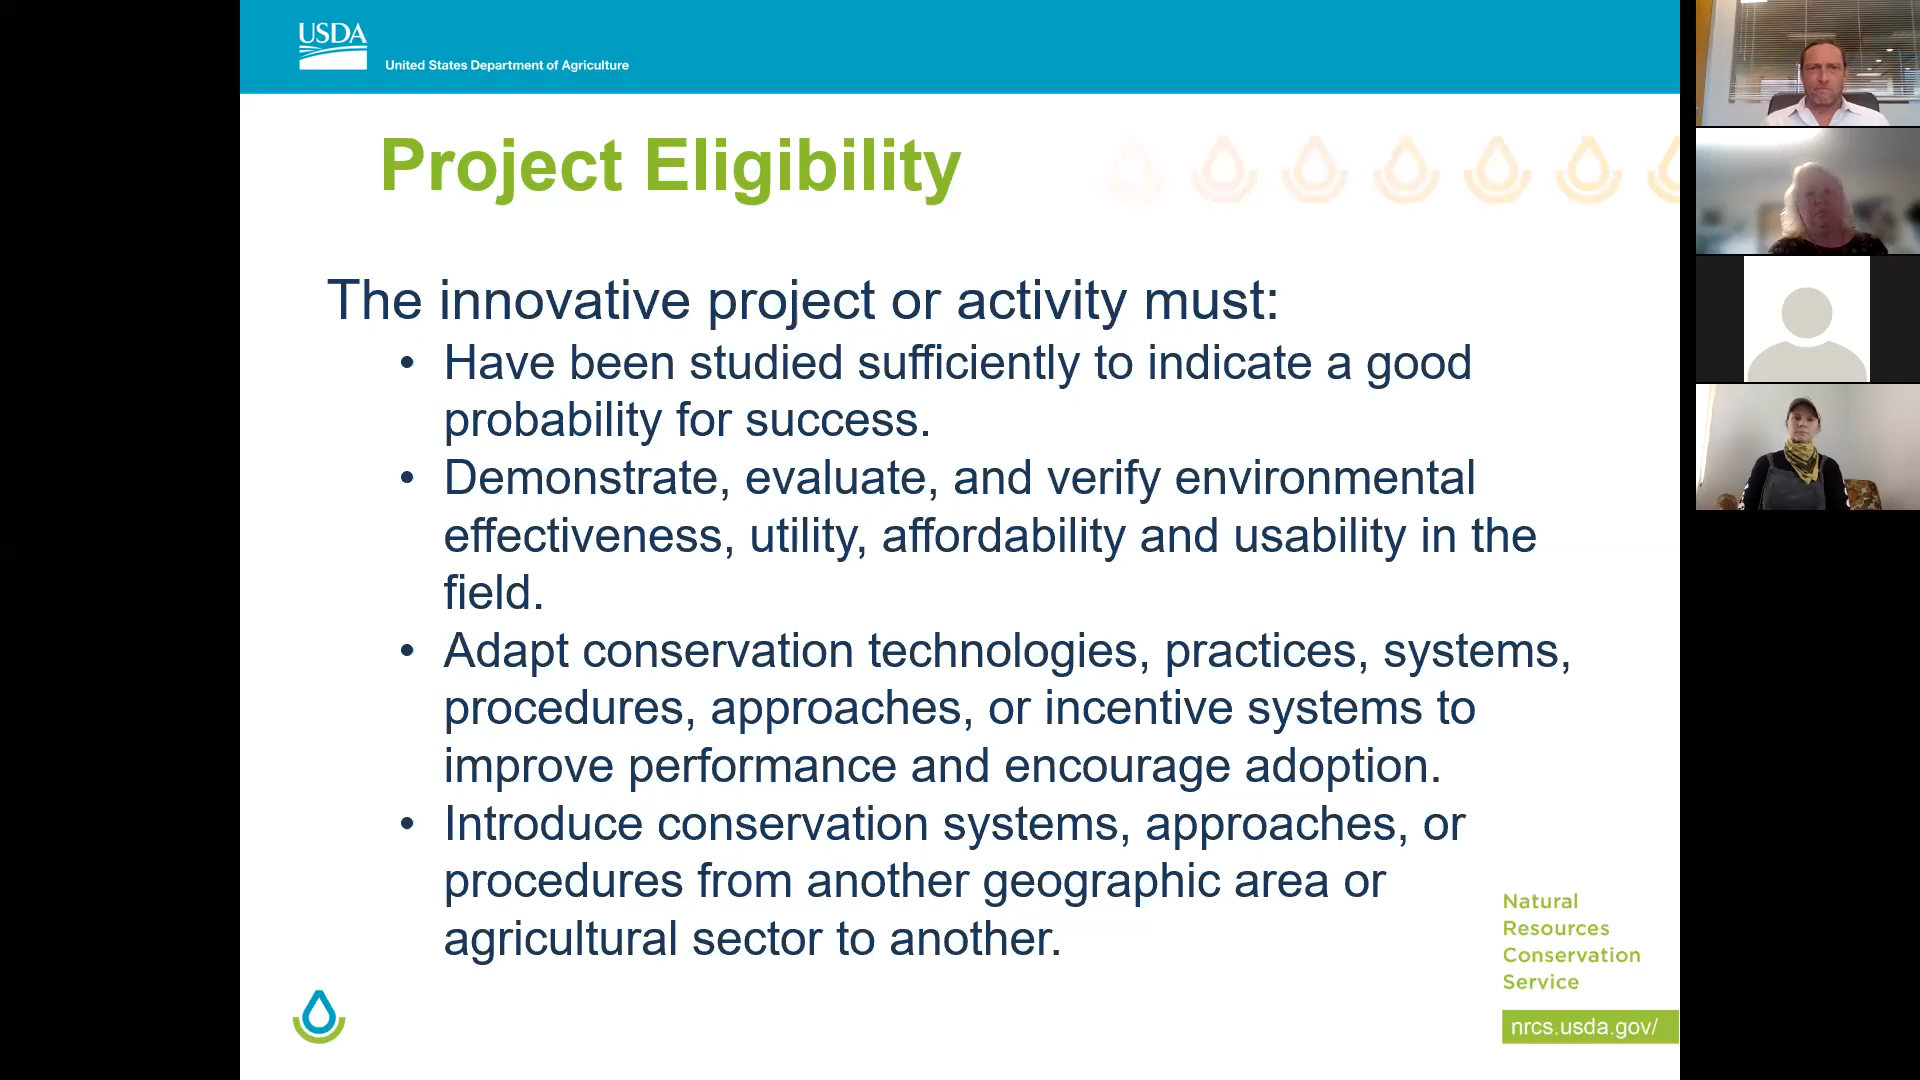 USDA
United States Department of Agriculture
Project Eligibility
The innovative project or activity must:
• Have been studied sufficiently to indicate a good
probability for success.
• Demonstrate, evaluate, and verify environmental
effectiveness, utility, affordability and usability in the
field.
• Adapt conservation technologies, practices, systems,
procedures, approaches, or incentive systems to
improve performance and encourage adoption.
• Introduce conservation systems, approaches, or
procedures from another geographic area or
agricultural sector to another.
Natural
Resources
Conservation
Service
nrcs.usda.gov/